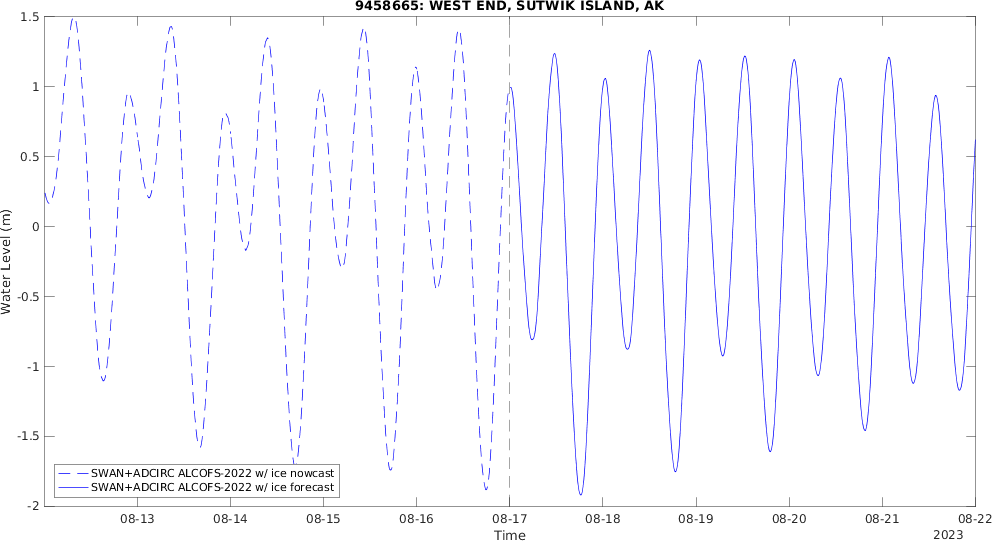 9458665: WEST END, SUTWIK ISLAND, AK
Water Level (m)
1.5
1
0.5
0
-0.5
-1
-1.5
-2
SWAN+ADCIRC ALCOFS-2022 w/ ice nowcast
SWAN+ADCIRC ALCOFS-2022 w/ ice forecast
08-13 08-14 08-15 08-16 08-17 08-18 08-19 08-20 08-21 08-22
Time
2023